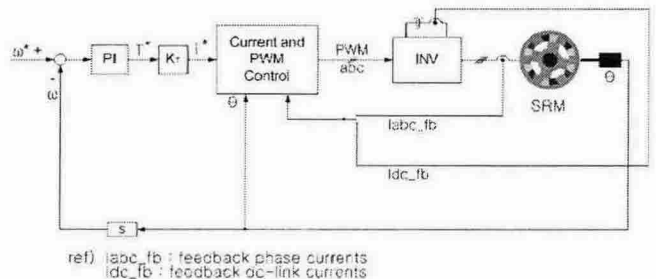 ω* +
PI
T*
KT
i*
Current and
PWM
Control
PWM
abc
INV
SRM
θ
θ
-
ω
Iabc_fb
Idc_fb
s
ref) iabc_fb : feedback phase currents
idc_fb : feedback dc-link currents